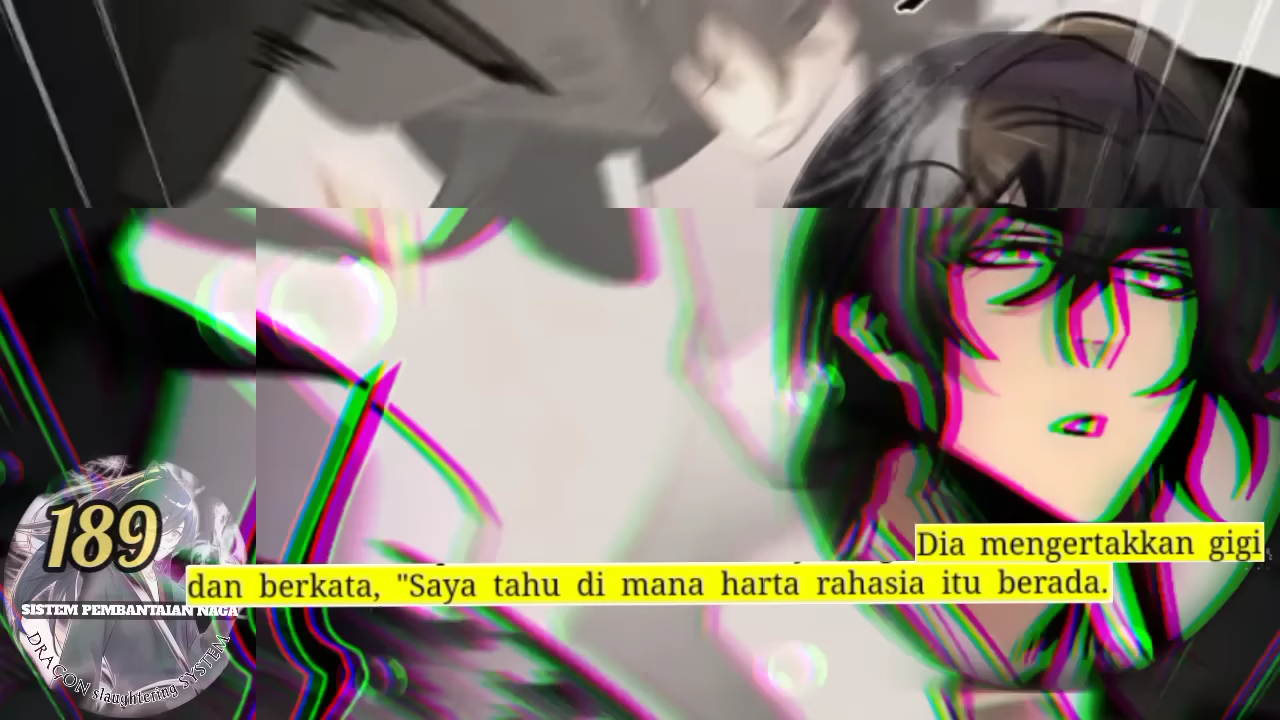 189
SISTEM PEMBANTAIAN NAGA
DRAGON slaughtering SYSTEM
Dia mengertakkan gigi
dan berkata, "Saya tahu di mana harta rahasia itu berada.